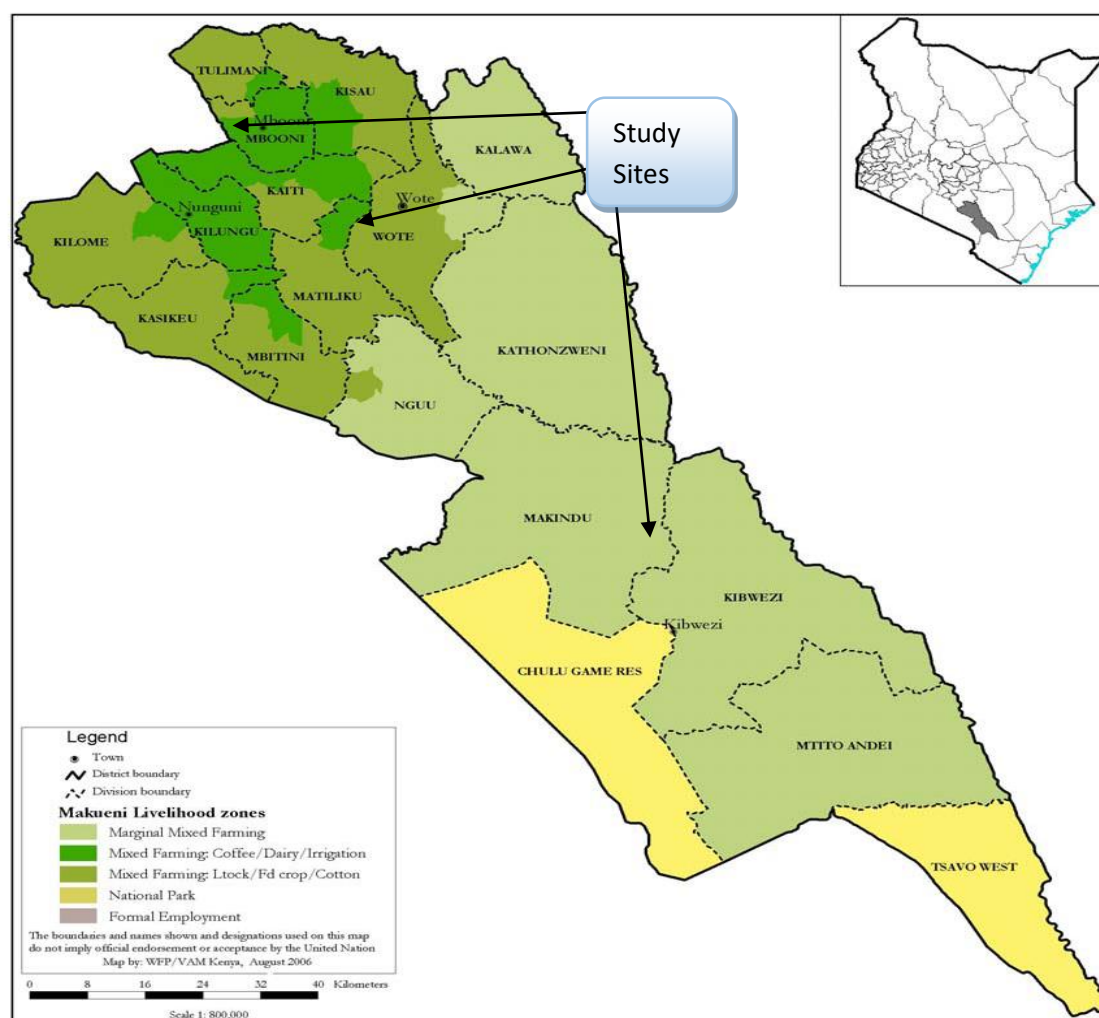 TULIMANI
KISAU
Mbooni
MBOONI
Study
Sites
KALAWA
KAITI
Wote
Nunguni
KILUNGU
WOTE
KILOME
MATILIKU
KASIKEU
MBITINI
KATHONZWENI
NGUU
MAKINDU
KIBWEZI
Kibwezi
CHULU GAME RES
MTITO ANDEI
TSAVO WEST
Legend
Town
District boundary
Division boundary
Makueni Livelihood zones
Marginal Mixed Farming
Mixed Farming: Coffee/Dairy/Irrigation
Mixed Farming: Ltock/Fd crop/Cotton
National Park
Formal Employment
The boundaries and names shown and designations used on this map
do not imply official endorsement or acceptance by the United Nation
Map by: WFP/VAM Kenya, August 2006
0 8 16 24 32 40 Kilometers
Scale 1: 800,000